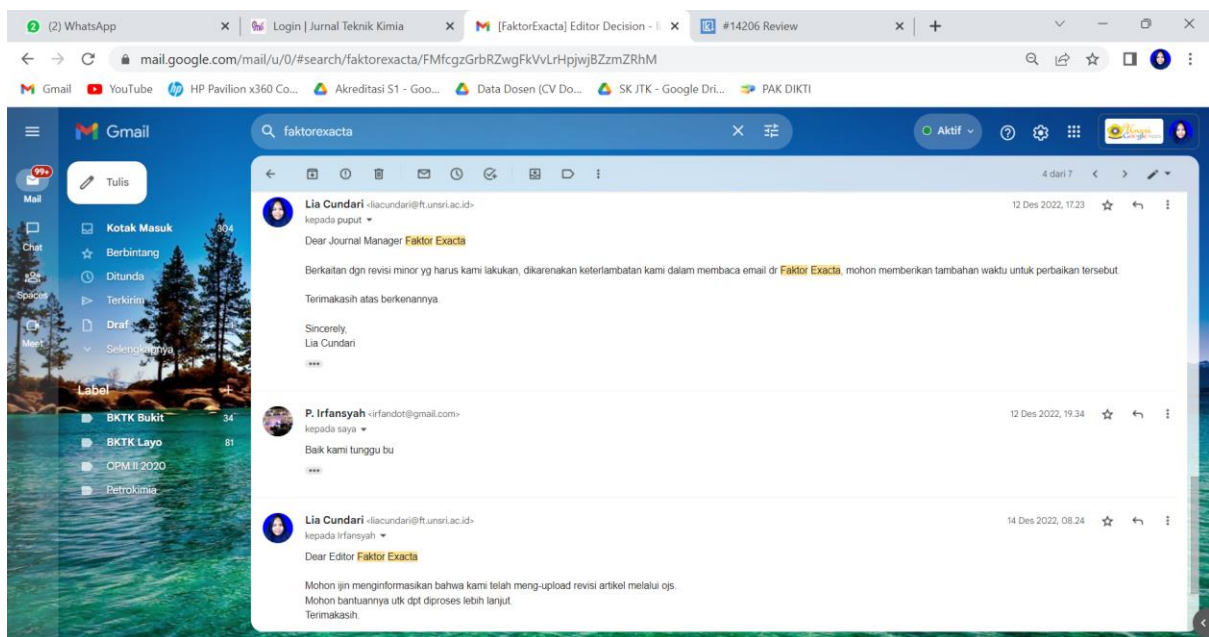 (2) WhatsApp
Login | Jurnal Teknik Kimia
[FaktorExacta] Editor Decision -
#14206 Review
mail.google.com/mail/u/0/#search/faktorexacta/FMfcgzGrbRZwgFkVvLrHpjwjBZzmZRhM
Gmail YouTube HP Pavilion x360 Co... Akreditasi S1 - Goo... Data Dosen (CV Do... SK JTK - Google Dri... PAK DIKTI
Gmail
faktorexacta
Aktif
99+
Mail
Chat
Spaces
Meet
Tulis
Kotak Masuk 304
Berbintang
Ditunda
Terkirim
Draf
Selengkapnya
Label
BKTK Bukit 34
BKTK Layo 81
OPM II 2020
Petrokimia
4 dari 7
Lia Cundari <liacundari@ft.unsri.ac.id> 12 Des 2022, 17.23
kepada puput
Dear Journal Manager Faktor Exacta
Berkaitan dgn revisi minor yg harus kami lakukan, dikarenakan keterlambatan kami dalam membaca email dr Faktor Exacta, mohon memberikan tambahan waktu untuk perbaikan tersebut.
Terimakasih atas berkenannya.
Sincerely,
Lia Cundari
P. Irfansyah <irfandot@gmail.com> 12 Des 2022, 19.34
kepada saya
Baik kami tunggu bu
Lia Cundari <liacundari@ft.unsri.ac.id> 14 Des 2022, 08.24
kepada Irfansyah
Dear Editor Faktor Exacta
Mohon ijin menginformasikan bahwa kami telah meng-upload revisi artikel melalui ojs.
Mohon bantuannya utk dpt diproses lebih lanjut.
Terimakasih.